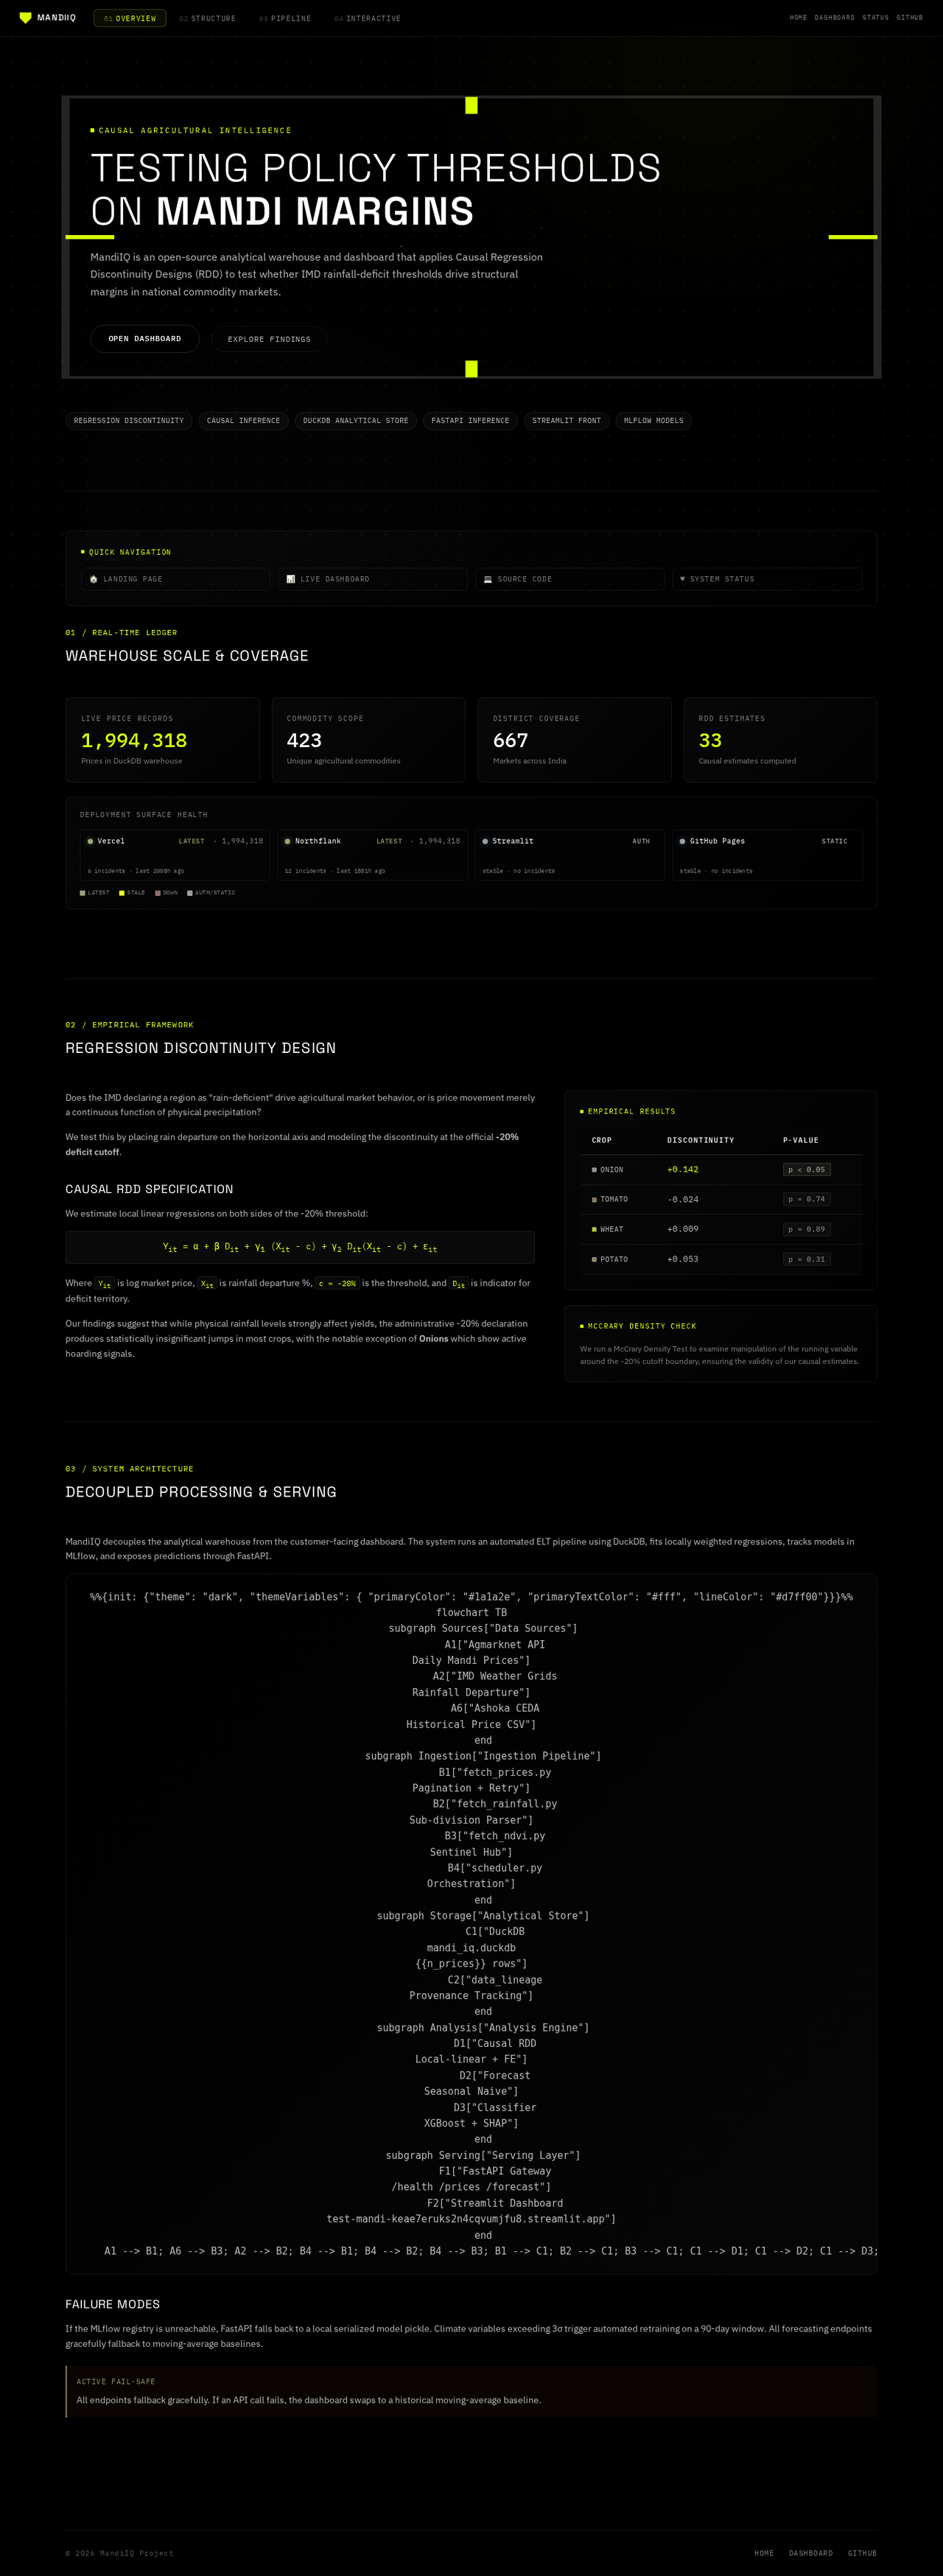 MANDIIQ
01 OVERVIEW
02 STRUCTURE
03 PIPELINE
04 INTERACTIVE
HOME
DASHBOARD
STATUS
GITHUB
CAUSAL AGRICULTURAL INTELLIGENCE
TESTING POLICY THRESHOLDS
ON MANDI MARGINS
MandiIQ is an open-source analytical warehouse and dashboard that applies Causal Regression
Discontinuity Designs (RDD) to test whether IMD rainfall-deficit thresholds drive structural
margins in national commodity markets.
OPEN DASHBOARD
EXPLORE FINDINGS
REGRESSION DISCONTINUITY
CAUSAL INFERENCE
DUCKDB ANALYTICAL STORE
FASTAPI INFERENCE
STREAMLIT FRONT
MLFLOW MODELS
QUICK NAVIGATION
🏠 LANDING PAGE
📊 LIVE DASHBOARD
💻 SOURCE CODE
♥ SYSTEM STATUS
01 / REAL-TIME LEDGER
WAREHOUSE SCALE & COVERAGE
LIVE PRICE RECORDS
1,994,318
Prices in DuckDB warehouse
COMMODITY SCOPE
423
Unique agricultural commodities
DISTRICT COVERAGE
667
Markets across India
RDD ESTIMATES
33
Causal estimates computed
DEPLOYMENT SURFACE HEALTH
Vercel LATEST · 1,994,318
incidents · last 2008h ago
Northflank LATEST · 1,994,318
12 incidents · last 1881h ago
Streamlit AUTH
stable · no incidents
GitHub Pages STATIC
stable · no incidents
LATEST STALE DOWN AUTH/STATIC
02 / EMPIRICAL FRAMEWORK
REGRESSION DISCONTINUITY DESIGN
Does the IMD declaring a region as "rain-deficient" drive agricultural market behavior, or is price movement merely
a continuous function of physical precipitation?
We test this by placing rain departure on the horizontal axis and modeling the discontinuity at the official -20%
deficit cutoff.
CAUSAL RDD SPECIFICATION
We estimate local linear regressions on both sides of the -20% threshold:
Yit = α + β Dit + γ1 (Xit - c) + γ2 Dit(Xit - c) + εit
Where Yit is log market price, Xit is rainfall departure %, c = -20% is the threshold, and Dit is indicator for
deficit territory.
Our findings suggest that while physical rainfall levels strongly affect yields, the administrative -20% declaration
produces statistically insignificant jumps in most crops, with the notable exception of Onions which show active
hoarding signals.
EMPIRICAL RESULTS
CROP DISCONTINUITY P-VALUE
ONION +0.142 p < 0.05
TOMATO -0.024 p = 0.74
WHEAT +0.009 p = 0.89
POTATO +0.053 p = 0.31
MCCRARY DENSITY CHECK
We run a McCrary Density Test to examine manipulation of the running variable
around the -20% cutoff boundary, ensuring the validity of our causal estimates.
03 / SYSTEM ARCHITECTURE
DECOUPLED PROCESSING & SERVING
MandiIQ decouples the analytical warehouse from the customer-facing dashboard. The system runs an automated ELT pipeline using DuckDB, fits locally weighted regressions, tracks models in
MLflow, and exposes predictions through FastAPI.
%%{init: {"theme": "dark", "themeVariables": { "primaryColor": "#1a1a2e", "primaryTextColor": "#fff", "lineColor": "#d7ff00"}}}%%
flowchart TB
subgraph Sources["Data Sources"]
A1["Agmarknet API
Daily Mandi Prices"]
A2["IMD Weather Grids
Rainfall Departure"]
A6["Ashoka CEDA
Historical Price CSV"]
end
subgraph Ingestion["Ingestion Pipeline"]
B1["fetch_prices.py
Pagination + Retry"]
B2["fetch_rainfall.py
Sub-division Parser"]
B3["fetch_ndvi.py
Sentinel Hub"]
B4["scheduler.py
Orchestration"]
end
subgraph Storage["Analytical Store"]
C1["DuckDB
mandi_iq.duckdb
{{n_prices}} rows"]
C2["data_lineage
Provenance Tracking"]
end
subgraph Analysis["Analysis Engine"]
D1["Causal RDD
Local-linear + FE"]
D2["Forecast
Seasonal Naive"]
D3["Classifier
XGBoost + SHAP"]
end
subgraph Serving["Serving Layer"]
F1["FastAPI Gateway
/health /prices /forecast"]
F2["Streamlit Dashboard
test-mandi-keae7eruks2n4cqvumjfu8.streamlit.app"]
end
A1 --> B1; A6 --> B3; A2 --> B2; B4 --> B1; B4 --> B2; B4 --> B3; B1 --> C1; B2 --> C1; B3 --> C1; C1 --> D1; C1 --> D2; C1 --> D3;
FAILURE MODES
If the MLflow registry is unreachable, FastAPI falls back to a local serialized model pickle. Climate variables exceeding 3σ trigger automated retraining on a 90-day window. All forecasting endpoints
gracefully fallback to moving-average baselines.
ACTIVE FAIL-SAFE
All endpoints fallback gracefully. If an API call fails, the dashboard swaps to a historical moving-average baseline.
© 2026 MandiIQ Project
HOME
DASHBOARD
GITHUB